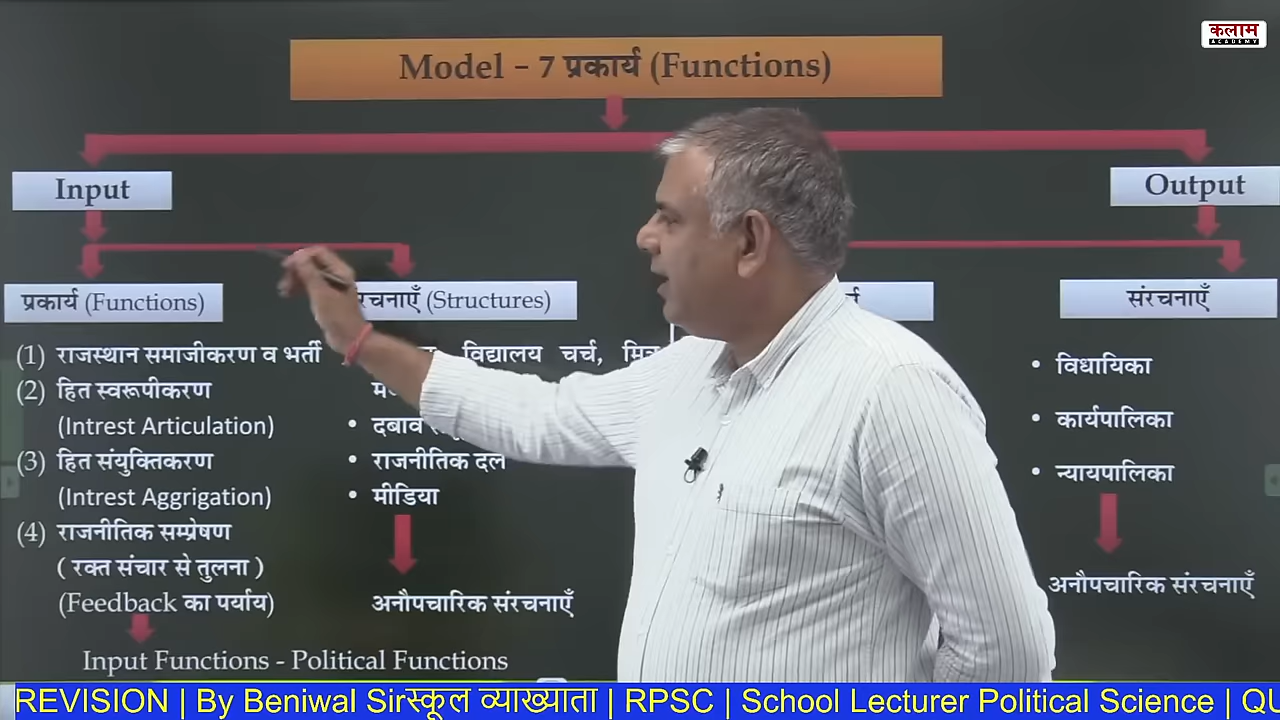 कलाम
ACADEMY
Model – 7 प्रकार्य (Functions)
Input
Output
प्रकार्य (Functions)
रचनाएँ (Structures)
संरचनाएँ
(1) राजस्थान समाजीकरण व भर्ती
विद्यालय चर्च,
(2) हित स्वरूपीकरण
(Intrest Articulation)
• दबाव
(3) हित संयुक्तिकरण
• राजनीतिक दल
(Intrest Aggrigation)
• मीडिया
(4) राजनीतिक सम्प्रेषण
( रक्त संचार से तुलना )
(Feedback का पर्याय)
अनौपचारिक संरचनाएँ
Input Functions - Political Functions
• विधायिका
• कार्यपालिका
• न्यायपालिका
अनौपचारिक संरचनाएँ
REVISION | By Beniwal Sirस्कूल व्याख्याता | RPSC | School Lecturer Political Science | QU